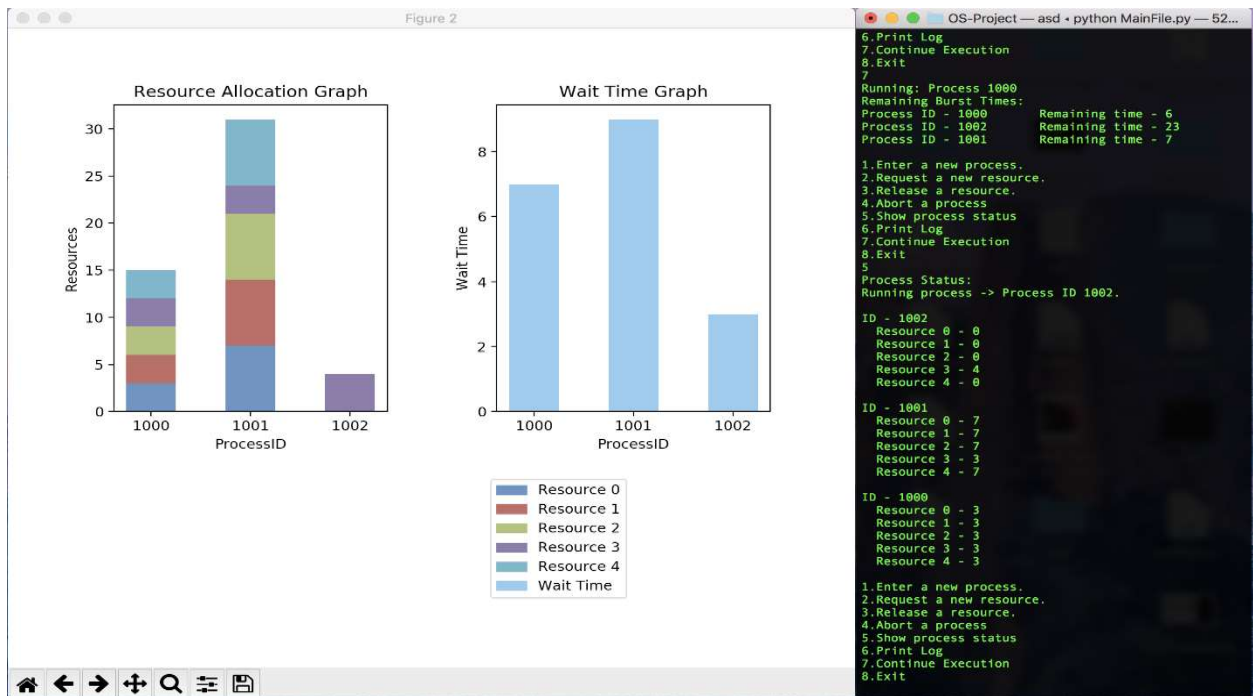 Figure 2
Resource Allocation Graph
30
25
20
15
10
5
0
Resources
1000 1001 1002
ProcessID
Wait Time Graph
8
6
4
2
0
Wait Time
1000 1001 1002
ProcessID
Resource 0
Resource 1
Resource 2
Resource 3
Resource 4
Wait Time
OS-Project — asd ◂ python MainFile.py — 52...
6.Print Log
7.Continue Execution
8.Exit
7
Running: Process 1000
Remaining Burst Times:
Process ID - 1000 Remaining time - 6
Process ID - 1002 Remaining time - 23
Process ID - 1001 Remaining time - 7
1.Enter a new process.
2.Request a new resource.
3.Release a resource.
4.Abort a process
5.Show process status
6.Print Log
7.Continue Execution
8.Exit
5
Process Status:
Running process -> Process ID 1002.
ID - 1002
Resource 0 - 0
Resource 1 - 0
Resource 2 - 0
Resource 3 - 4
Resource 4 - 0
ID - 1001
Resource 0 - 7
Resource 1 - 7
Resource 2 - 7
Resource 3 - 3
Resource 4 - 7
ID - 1000
Resource 0 - 3
Resource 1 - 3
Resource 2 - 3
Resource 3 - 3
Resource 4 - 3
1.Enter a new process.
2.Request a new resource.
3.Release a resource.
4.Abort a process
5.Show process status
6.Print Log
7.Continue Execution
8.Exit